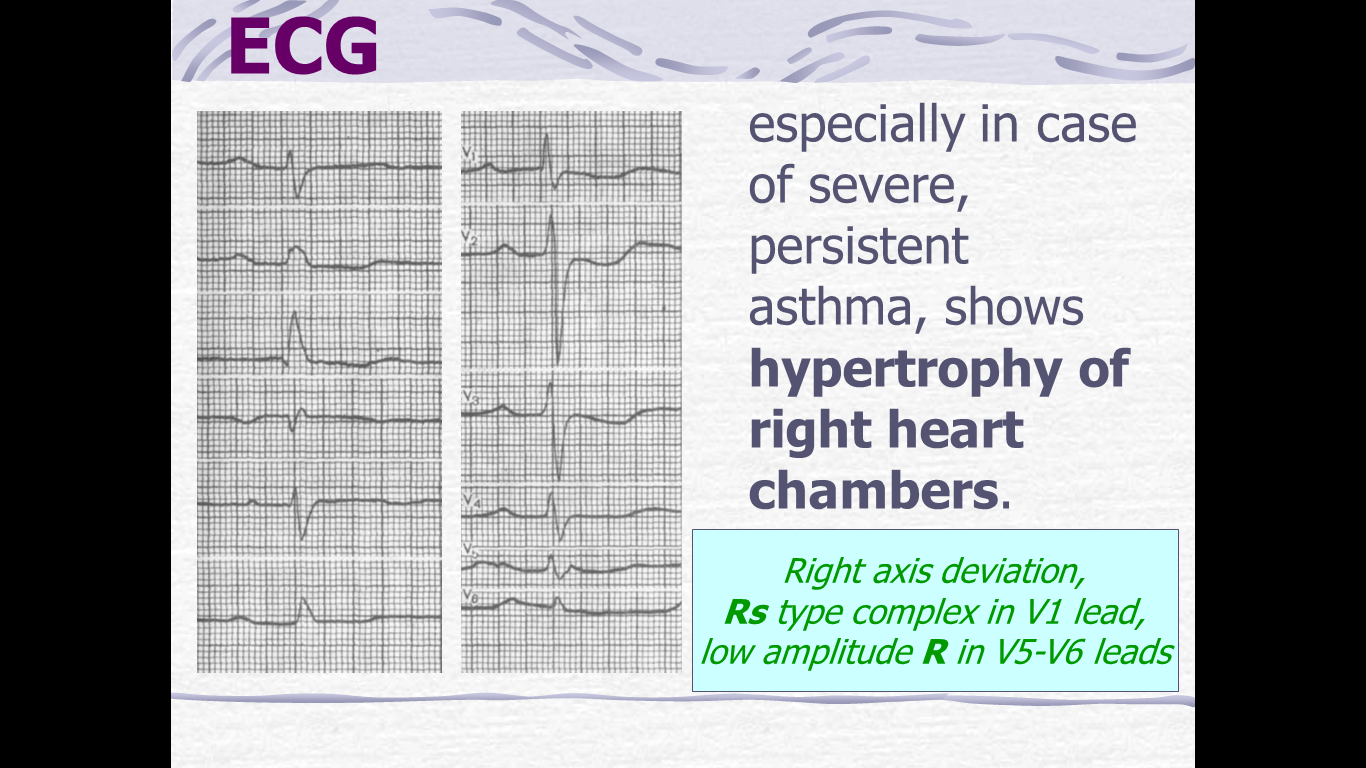 ECG
V1
V2
V3
V4
V5
V6
especially in case
of severe,
persistent
asthma, shows
hypertrophy of
right heart
chambers.
Right axis deviation,
Rs type complex in V1 lead,
low amplitude R in V5-V6 leads